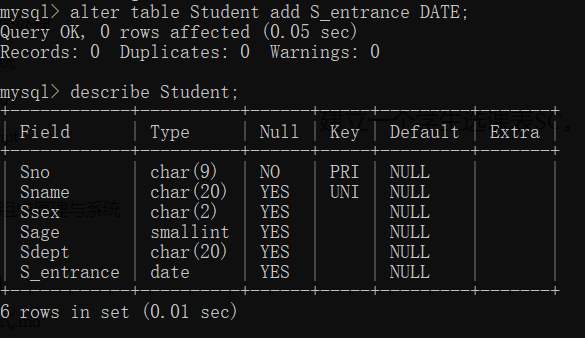 mysql> alter table Student add S_entrance DATE;
Query OK, 0 rows affected (0.05 sec)
Records: 0  Duplicates: 0  Warnings: 0
mysql> describe Student;
+------------+----------+------+-----+---------+-------+
| Field      | Type     | Null | Key | Default | Extra |
+------------+----------+------+-----+---------+-------+
| Sno        | char(9)  | NO   | PRI | NULL    |       |
| Sname      | char(20) | YES  | UNI | NULL    |       |
| Ssex       | char(2)  | YES  |     | NULL    |       |
| Sage       | smallint | YES  |     | NULL    |       |
| Sdept      | char(20) | YES  |     | NULL    |       |
| S_entrance | date     | YES  |     | NULL    |       |
+------------+----------+------+-----+---------+-------+
6 rows in set (0.01 sec)